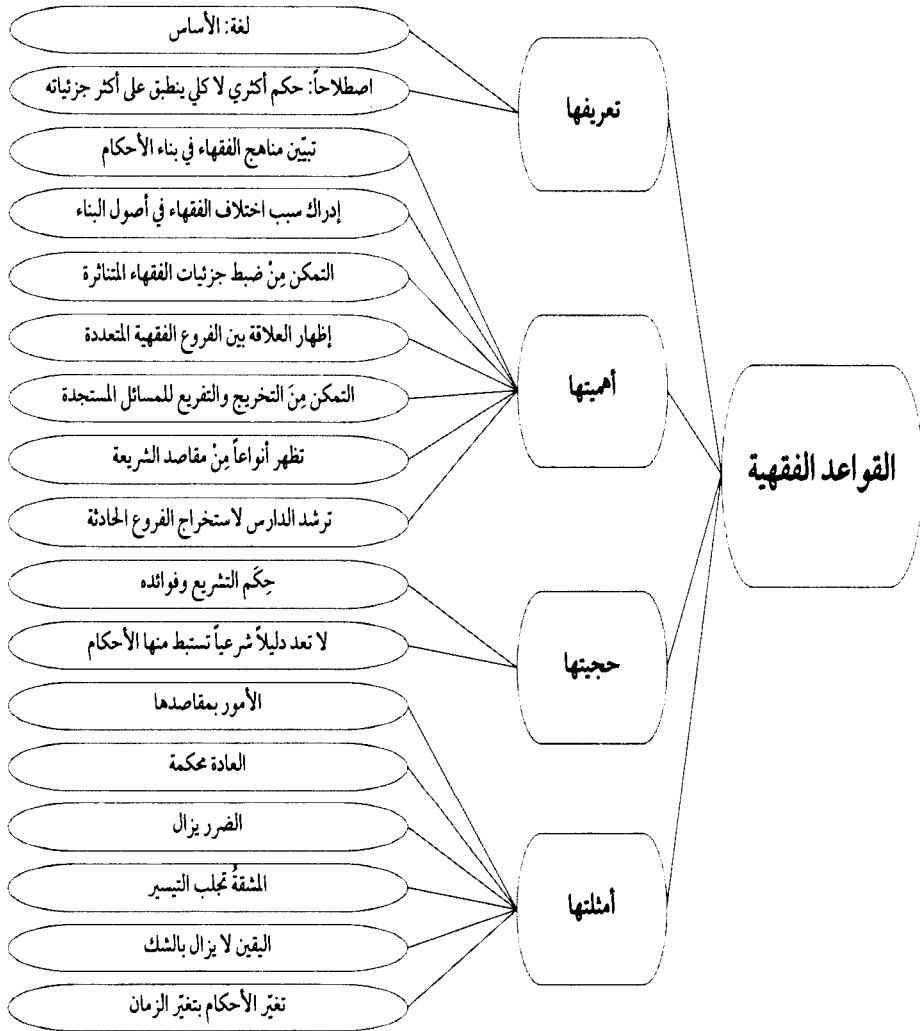 القواعد الفقهية
تعريفها
لغة: الأساس
اصطلاحاً: حكم أكثري لا كلي ينطبق على أكثر جزئياته
أهميتها
تبيّن مناهج الفقهاء في بناء الأحكام
إدراك سبب اختلاف الفقهاء في أصول البناء
التمكن مِنْ ضبط جزئيات الفقهاء المتناثرة
إظهار العلاقة بين الفروع الفقهية المتعددة
التمكن مِنَ التخريج والتفريع للمسائل المستجدة
تظهر أنواعاً مِنْ مقاصد الشريعة
ترشد الدارس لاستخراج الفروع الحادثة
حجيتها
حِكَم التشريع وفوائده
لا تعد دليلاً شرعياً تستبط منها الأحكام
أمثلتها
الأمور بمقاصدها
العادة محكمة
الضرر يزال
المشقةُ تجلب التيسير
اليقين لا يزال بالشك
تغيّر الأحكام بتغيّر الزمان